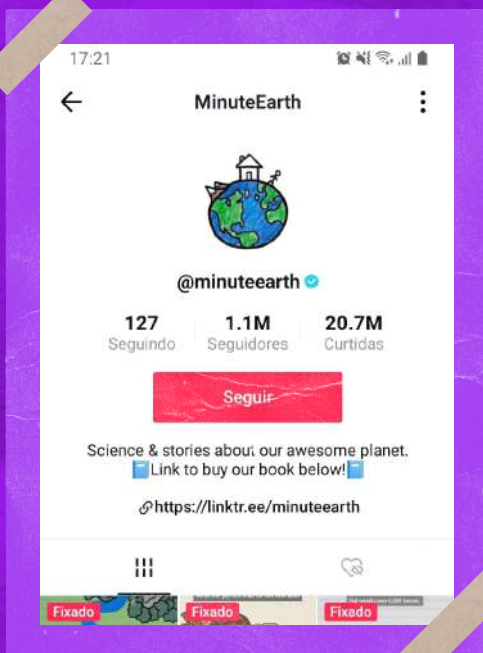 17:21
MinuteEarth
@minuteearth
127 1.1M 20.7M
Seguindo Seguidores Curtidas
Seguir
Science & stories about our awesome planet.
📘Link to buy our book below!📘
https://linktr.ee/minuteearth
Fixado Fixado Fixado